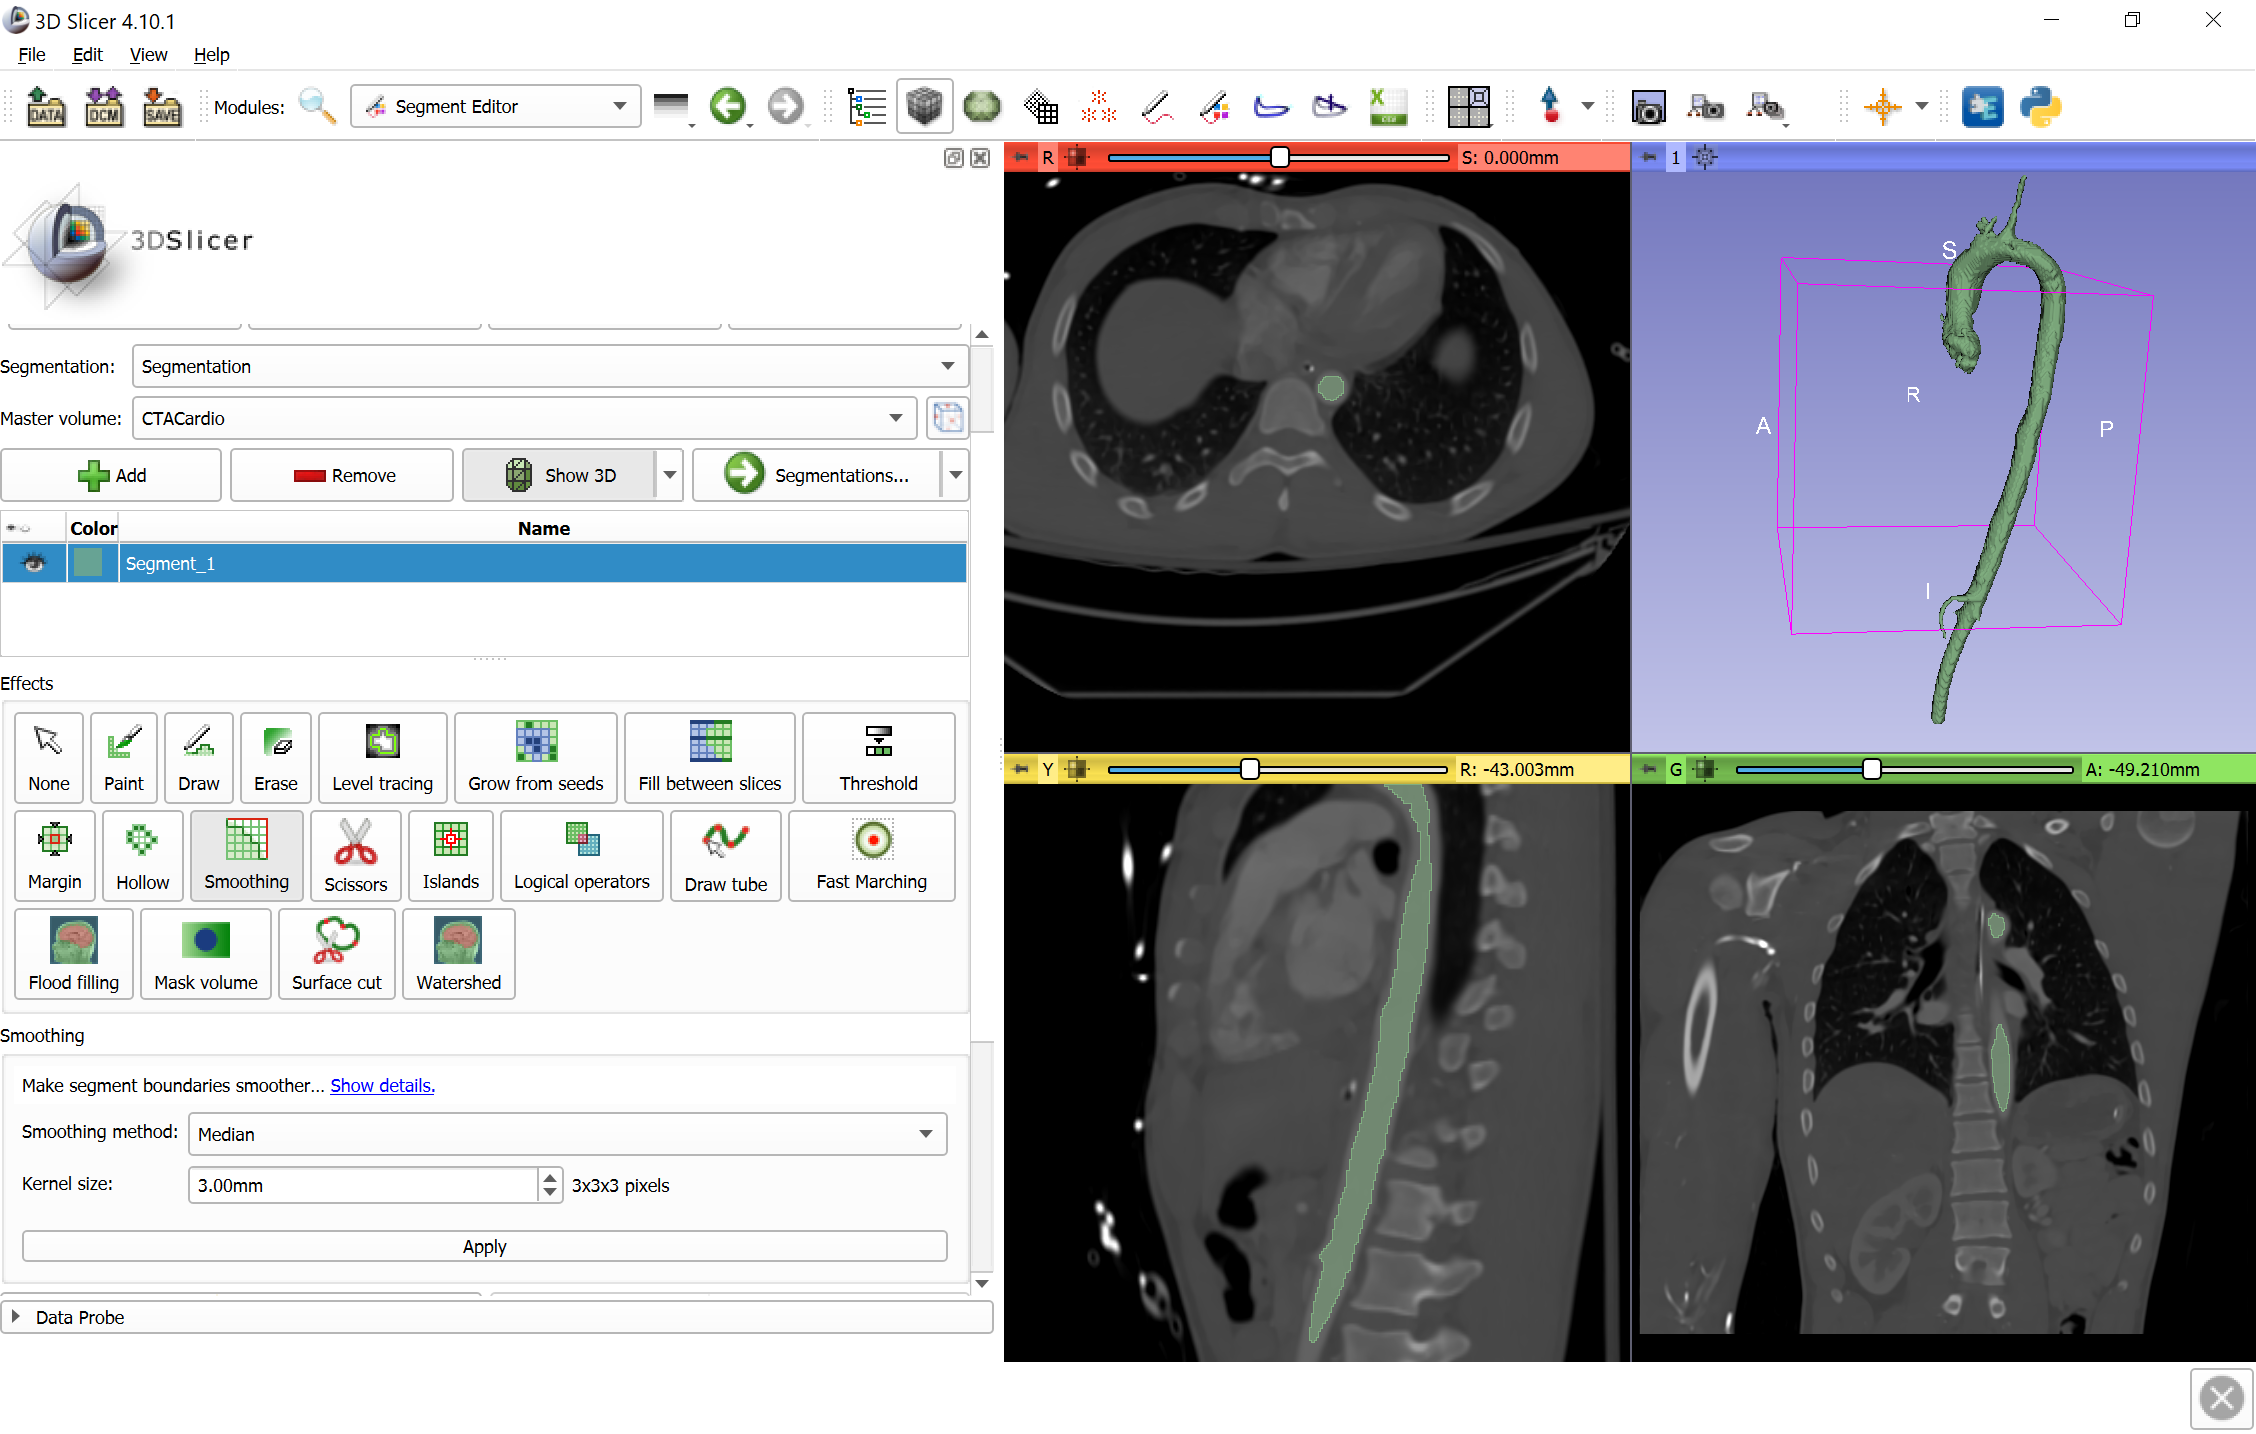 3D Slicer 4.10.1
File Edit View Help
DATA DCM SAVE Modules: Segment Editor
R S: 0.000mm
1
3DSlicer
Segmentation: Segmentation
Master volume: CTACardio
Add Remove Show 3D Segmentations...
Color Name
Segment_1
Effects
None Paint Draw Erase Level tracing Grow from seeds Fill between slices Threshold
Margin Hollow Smoothing Scissors Islands Logical operators Draw tube Fast Marching
Flood filling Mask volume Surface cut Watershed
Smoothing
Make segment boundaries smoother... Show details.
Smoothing method: Median
Kernel size: 3.00mm 3x3x3 pixels
Apply
Data Probe
S
R
A
P
I
Y R: -43.003mm
G A: -49.210mm